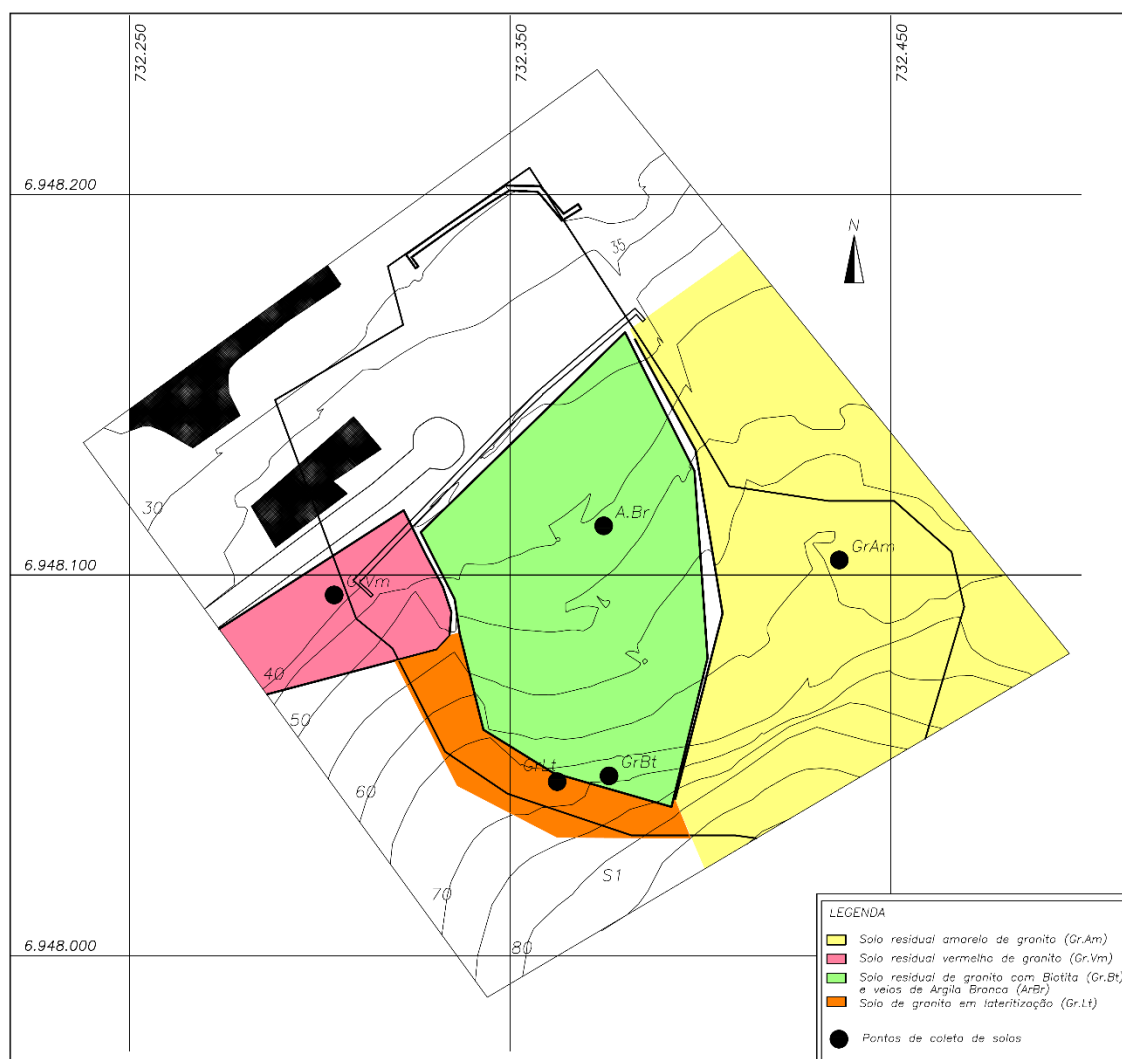 732.250
732.350
732.450
6.948.200
N
35
A.Br
GrAm
30
6.948.100
Gr.Vm
40
50
GrLt
GrBt
60
S1
70
80
6.948.000
LEGENDA
Solo residual amarelo de granito (Gr.Am)
Solo residual vermelho de granito (Gr.Vm)
Solo residual de granito com Biotita (Gr.Bt)
e veios de Argila Branca (ArBr)
Solo de granito em lateritização (Gr.Lt)
Pontos de coleta de solos